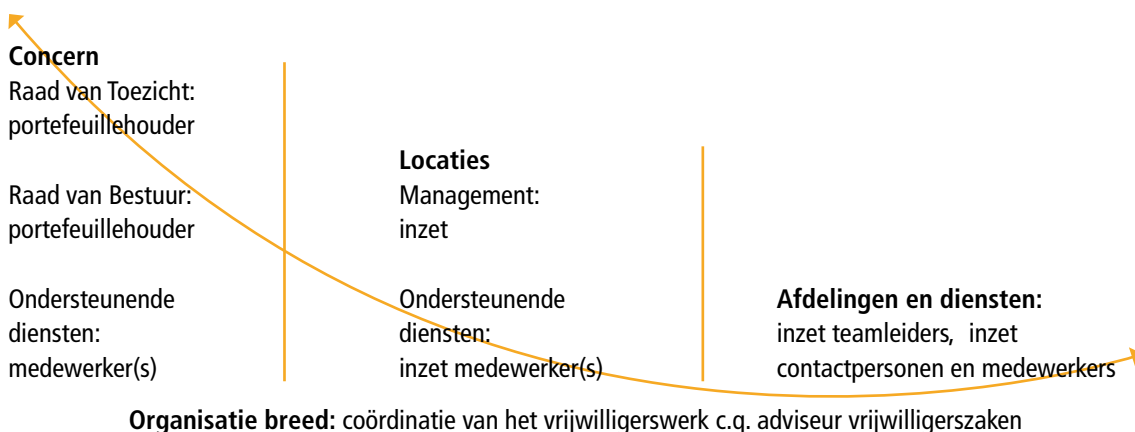 Concern
Raad van Toezicht:
portefeuillehouder
Raad van Bestuur:
portefeuillehouder
Ondersteunende
diensten:
medewerker(s)
Locaties
Management:
inzet
Ondersteunende
diensten:
inzet medewerker(s)
Afdelingen en diensten:
inzet teamleiders, inzet
contactpersonen en medewerkers
Organisatie breed: coördinatie van het vrijwilligerswerk c.q. adviseur vrijwilligerszaken